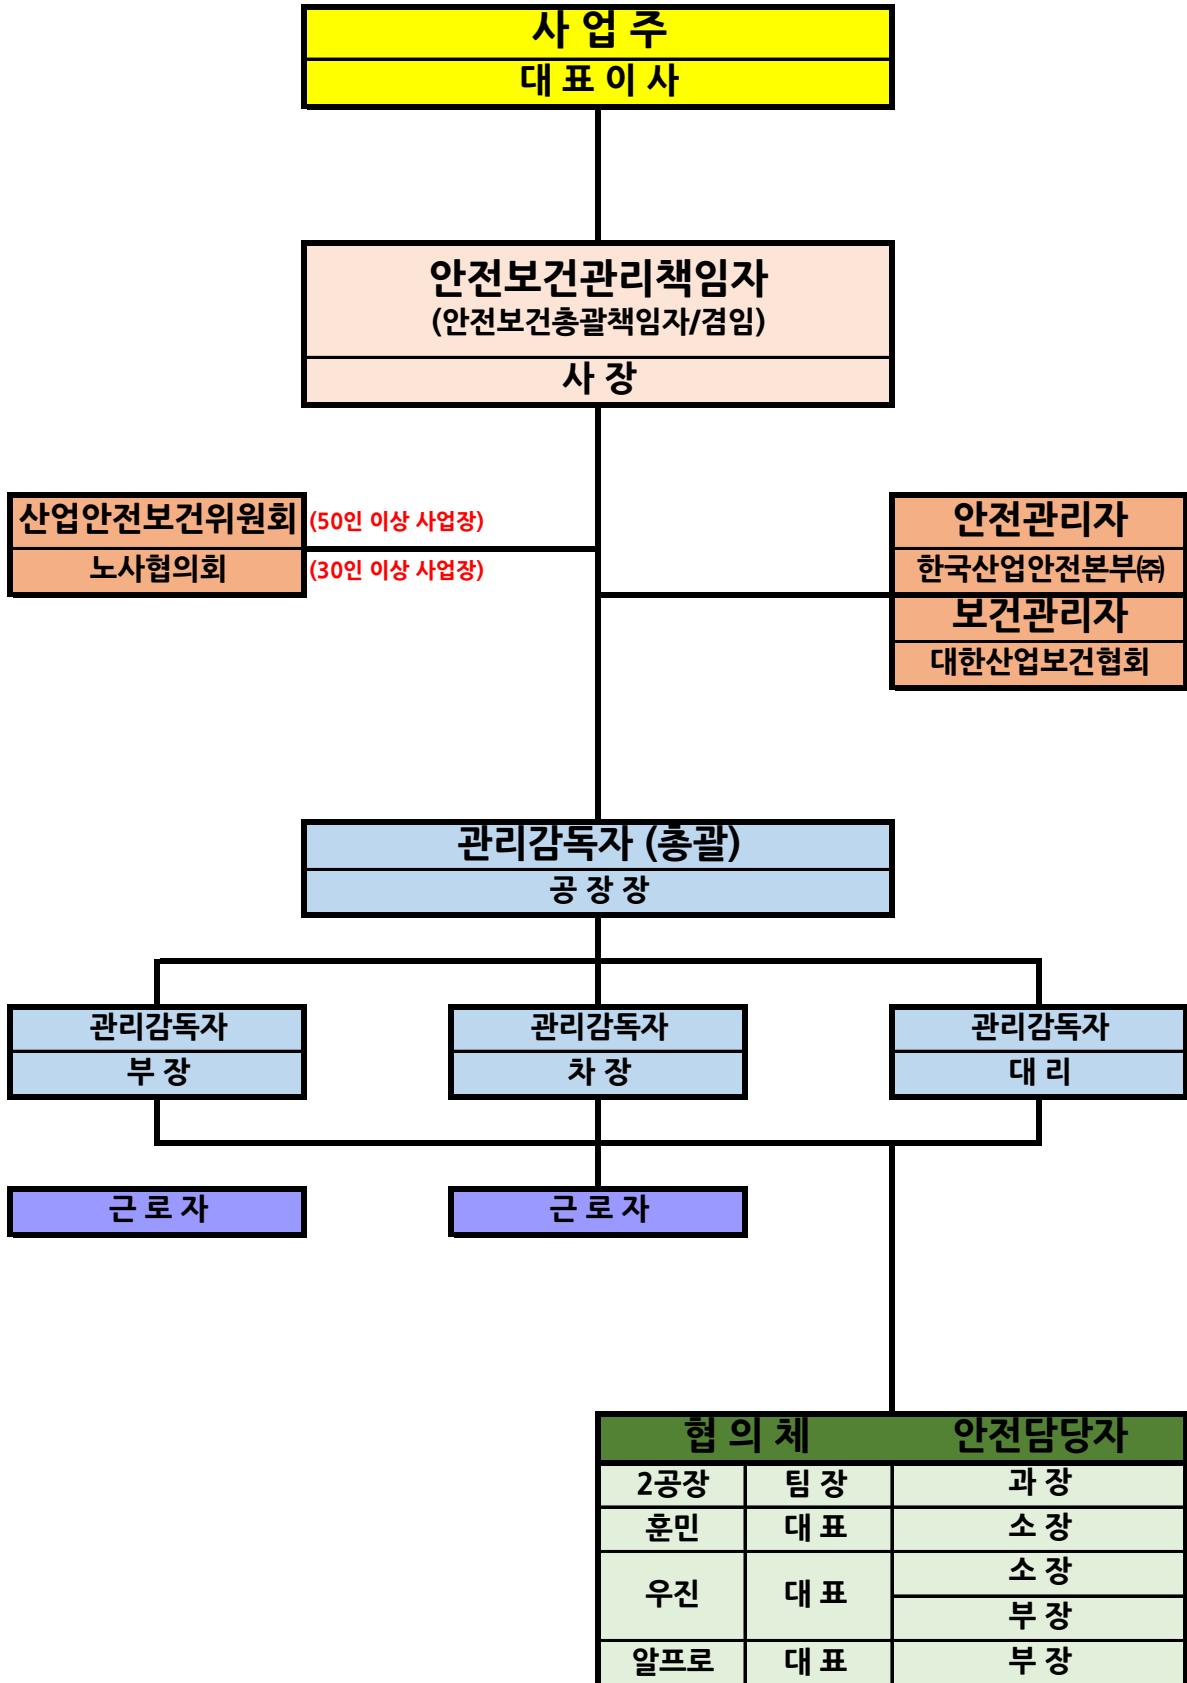 사 업 주
대 표 이 사
안전보건관리책임자
(안전보건총괄책임자/겸임)
사 장
산업안전보건위원회 (50인 이상 사업장)
노사협의회 (30인 이상 사업장)
안전관리자
한국산업안전본부㈜
보건관리자
대한산업보건협회
관리감독자 (총괄)
공 장 장
관리감독자 관리감독자 관리감독자
부 장 차 장 대 리
근 로 자 근 로 자
협 의 체 안전담당자
2공장 팀 장 과 장
훈민 대 표 소 장
우진 대 표 소 장
부 장
알프로 대 표 부 장